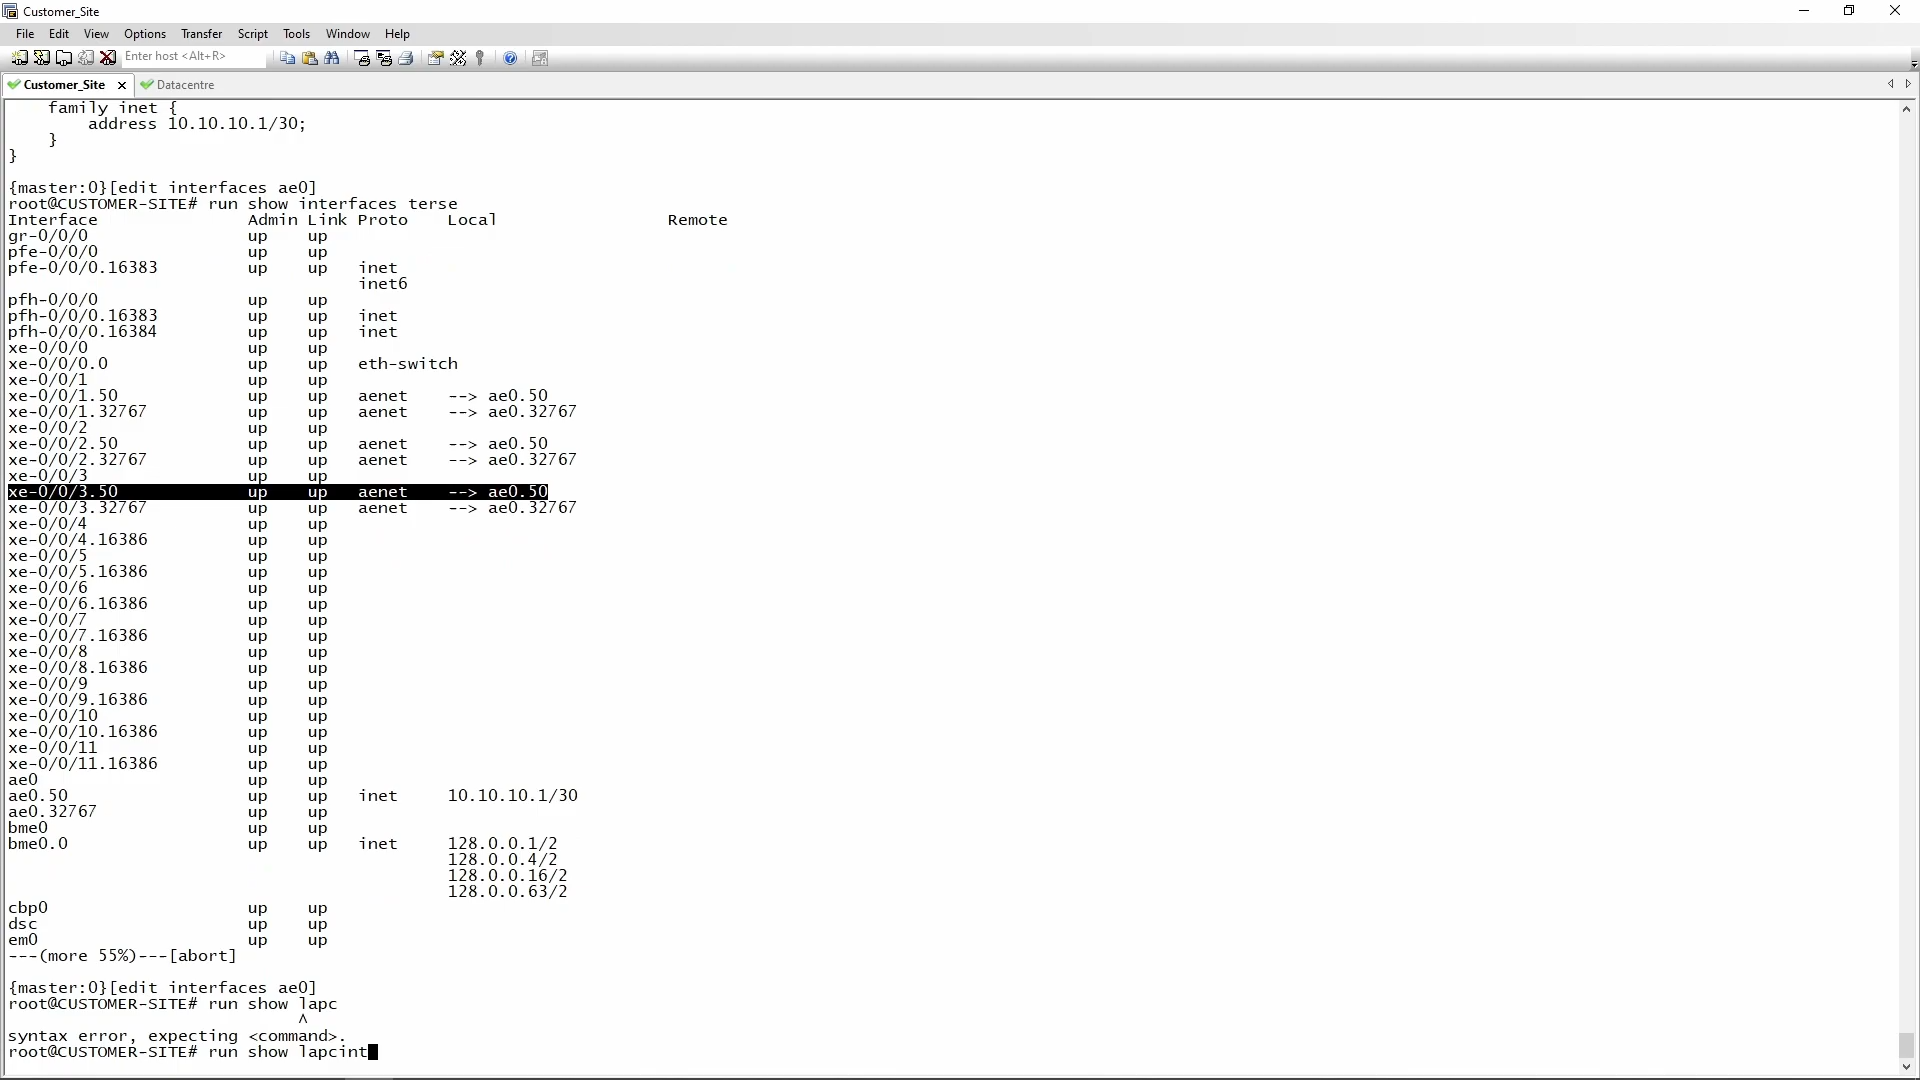 Customer_Site
File Edit View Options Transfer Script Tools Window Help
Enter host <Alt+R>
Customer_Site Datacentre
family inet {
address 10.10.10.1/30;
}
}
{master:0}[edit interfaces ae0]
root@CUSTOMER-SITE# run show interfaces terse
Interface Admin Link Proto Local Remote
gr-0/0/0 up up
pfe-0/0/0 up up
pfe-0/0/0.16383 up up inet
inet6
pfh-0/0/0 up up
pfh-0/0/0.16383 up up inet
pfh-0/0/0.16384 up up inet
xe-0/0/0 up up
xe-0/0/0.0 up up eth-switch
xe-0/0/1 up up
xe-0/0/1.50 up up aenet --> ae0.50
xe-0/0/1.32767 up up aenet --> ae0.32767
xe-0/0/2 up up
xe-0/0/2.50 up up aenet --> ae0.50
xe-0/0/2.32767 up up aenet --> ae0.32767
xe-0/0/3 up up
xe-0/0/3.50 up up aenet --> ae0.50
xe-0/0/3.32767 up up aenet --> ae0.32767
xe-0/0/4 up up
xe-0/0/4.16386 up up
xe-0/0/5 up up
xe-0/0/5.16386 up up
xe-0/0/6 up up
xe-0/0/6.16386 up up
xe-0/0/7 up up
xe-0/0/7.16386 up up
xe-0/0/8 up up
xe-0/0/8.16386 up up
xe-0/0/9 up up
xe-0/0/9.16386 up up
xe-0/0/10 up up
xe-0/0/10.16386 up up
xe-0/0/11 up up
xe-0/0/11.16386 up up
ae0 up up
ae0.50 up up inet 10.10.10.1/30
ae0.32767 up up
bme0 up up
bme0.0 up up inet 128.0.0.1/2
128.0.0.4/2
128.0.0.16/2
128.0.0.63/2
cbp0 up up
dsc up up
em0 up up
---(more 55%)---[abort]
{master:0}[edit interfaces ae0]
root@CUSTOMER-SITE# run show lapc
^
syntax error, expecting <command>.
root@CUSTOMER-SITE# run show lapcint